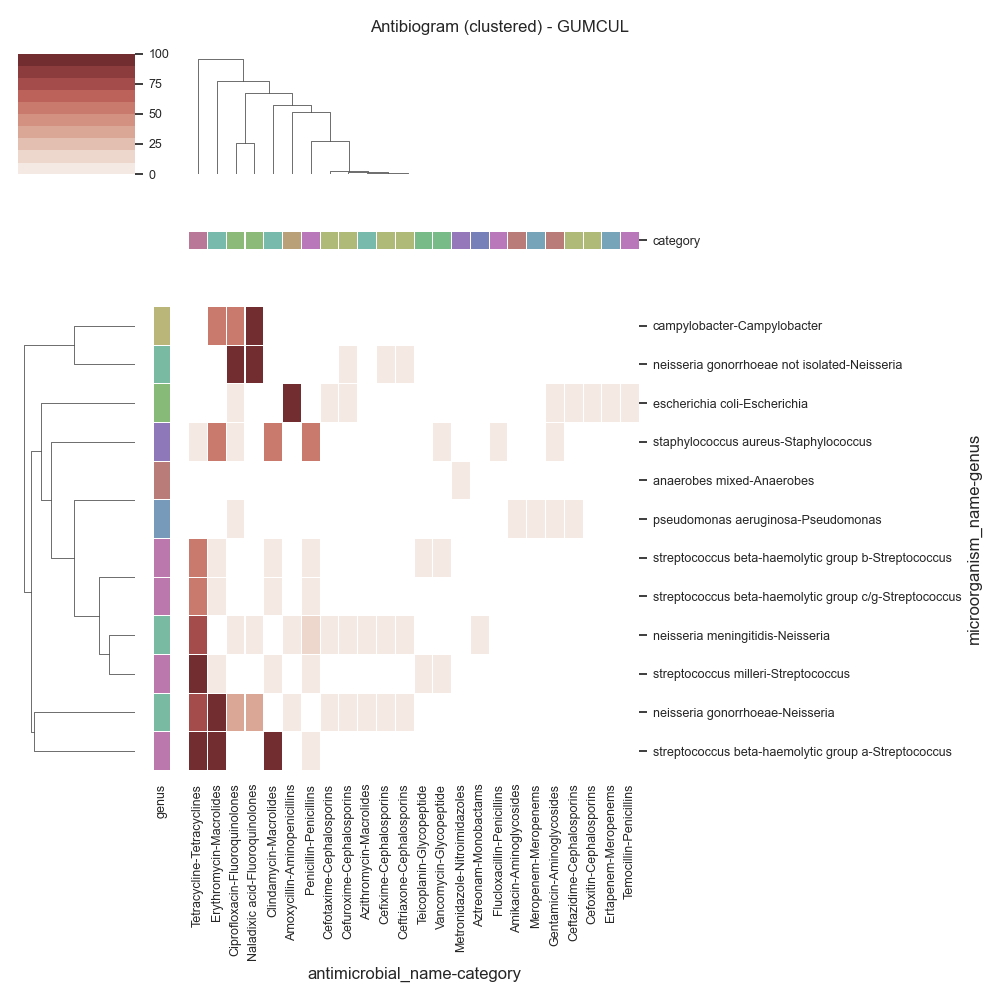 Antibiogram (clustered) - GUMCUL
100
75
50
25
0
category
campylobacter-Campylobacter
neisseria gonorrhoeae not isolated-Neisseria
escherichia coli-Escherichia
staphylococcus aureus-Staphylococcus
anaerobes mixed-Anaerobes
pseudomonas aeruginosa-Pseudomonas
streptococcus beta-haemolytic group b-Streptococcus
streptococcus beta-haemolytic group c/g-Streptococcus
neisseria meningitidis-Neisseria
streptococcus milleri-Streptococcus
neisseria gonorrhoeae-Neisseria
streptococcus beta-haemolytic group a-Streptococcus
microorganism_name-genus
genus
Tetracycline-Tetracyclines
Erythromycin-Macrolides
Ciprofloxacin-Fluoroquinolones
Naladixic acid-Fluoroquinolones
Clindamycin-Macrolides
Amoxycillin-Aminopenicillins
Penicillin-Penicillins
Cefotaxime-Cephalosporins
Cefuroxime-Cephalosporins
Azithromycin-Macrolides
Cefixime-Cephalosporins
Ceftriaxone-Cephalosporins
Teicoplanin-Glycopeptide
Vancomycin-Glycopeptide
Metronidazole-Nitroimidazoles
Aztreonam-Monobactams
Flucloxacillin-Penicillins
Amikacin-Aminoglycosides
Meropenem-Meropenems
Gentamicin-Aminoglycosides
Ceftazidime-Cephalosporins
Cefoxitin-Cephalosporins
Ertapenem-Meropenems
Temocillin-Penicillins
antimicrobial_name-category